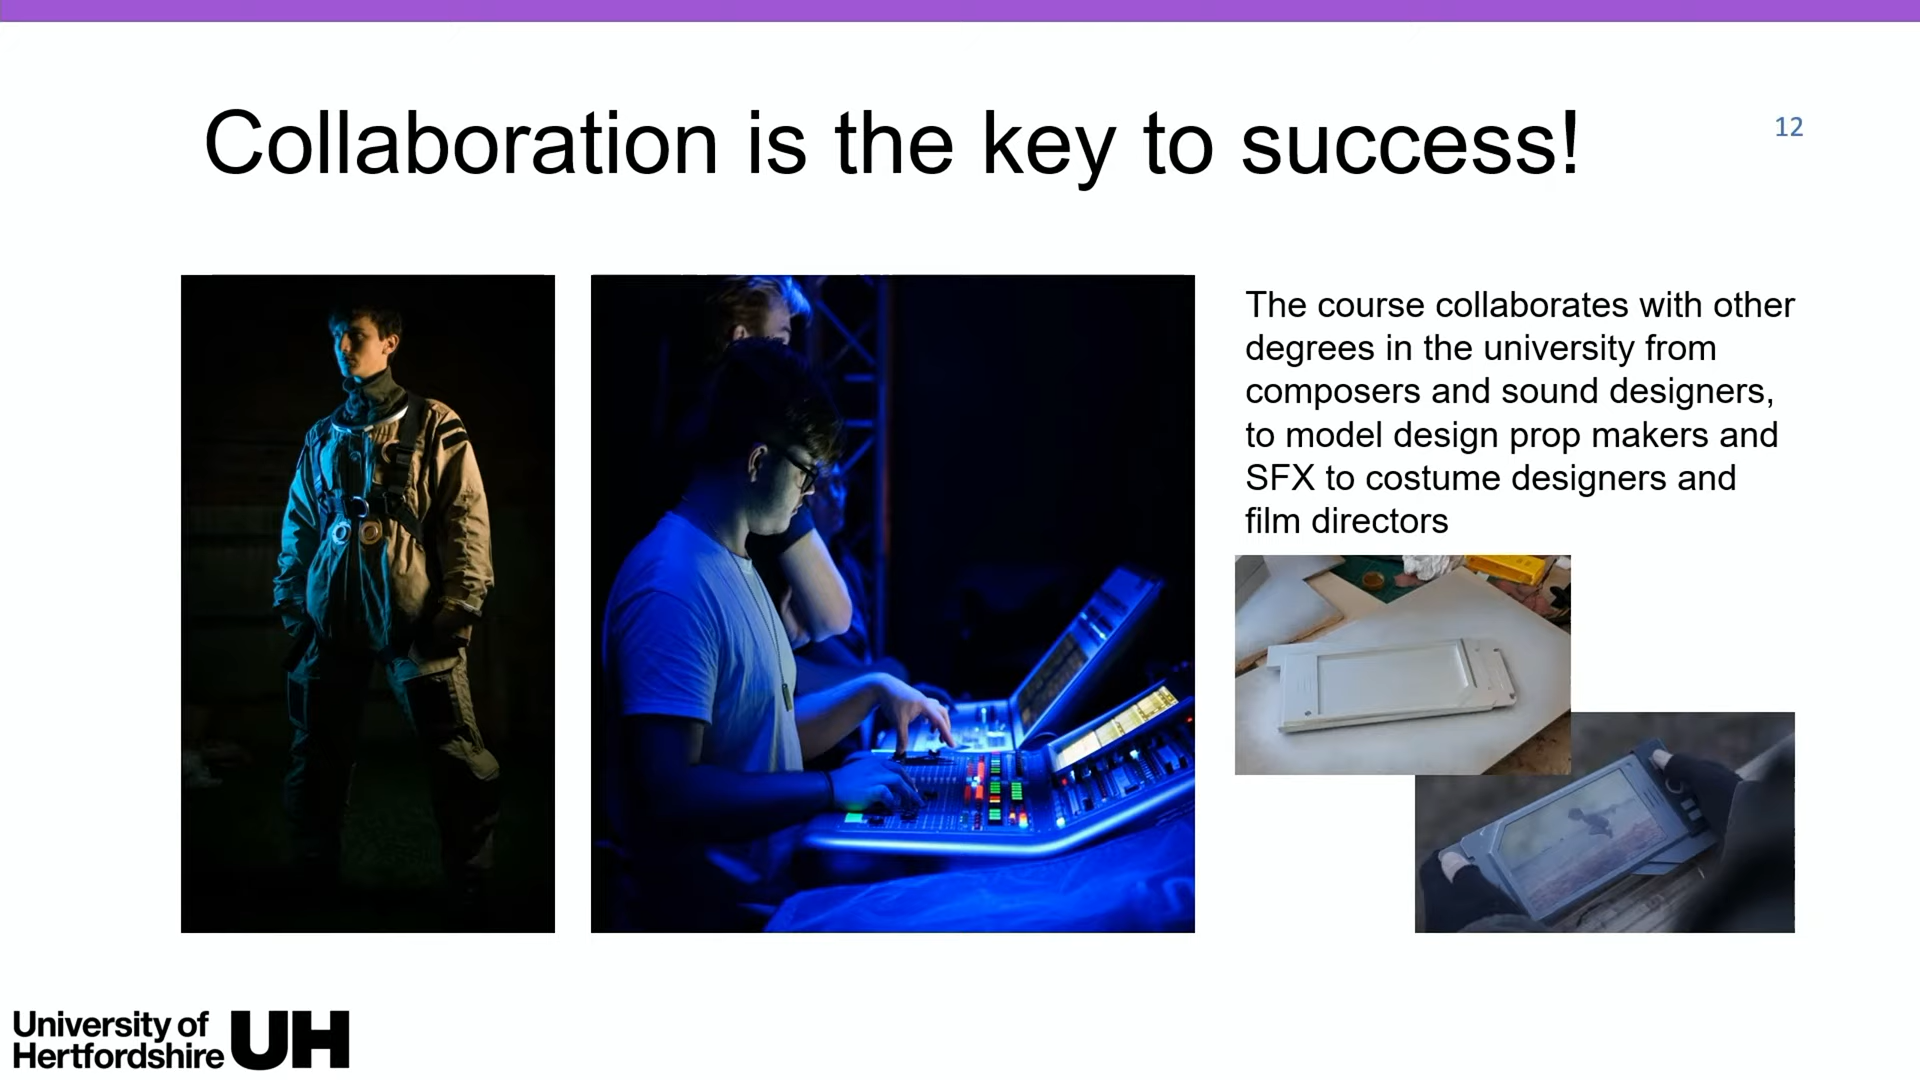 Collaboration is the key to success!
12
The course collaborates with other
degrees in the university from
composers and sound designers,
to model design prop makers and
SFX to costume designers and
film directors
University of
Hertfordshire
UH